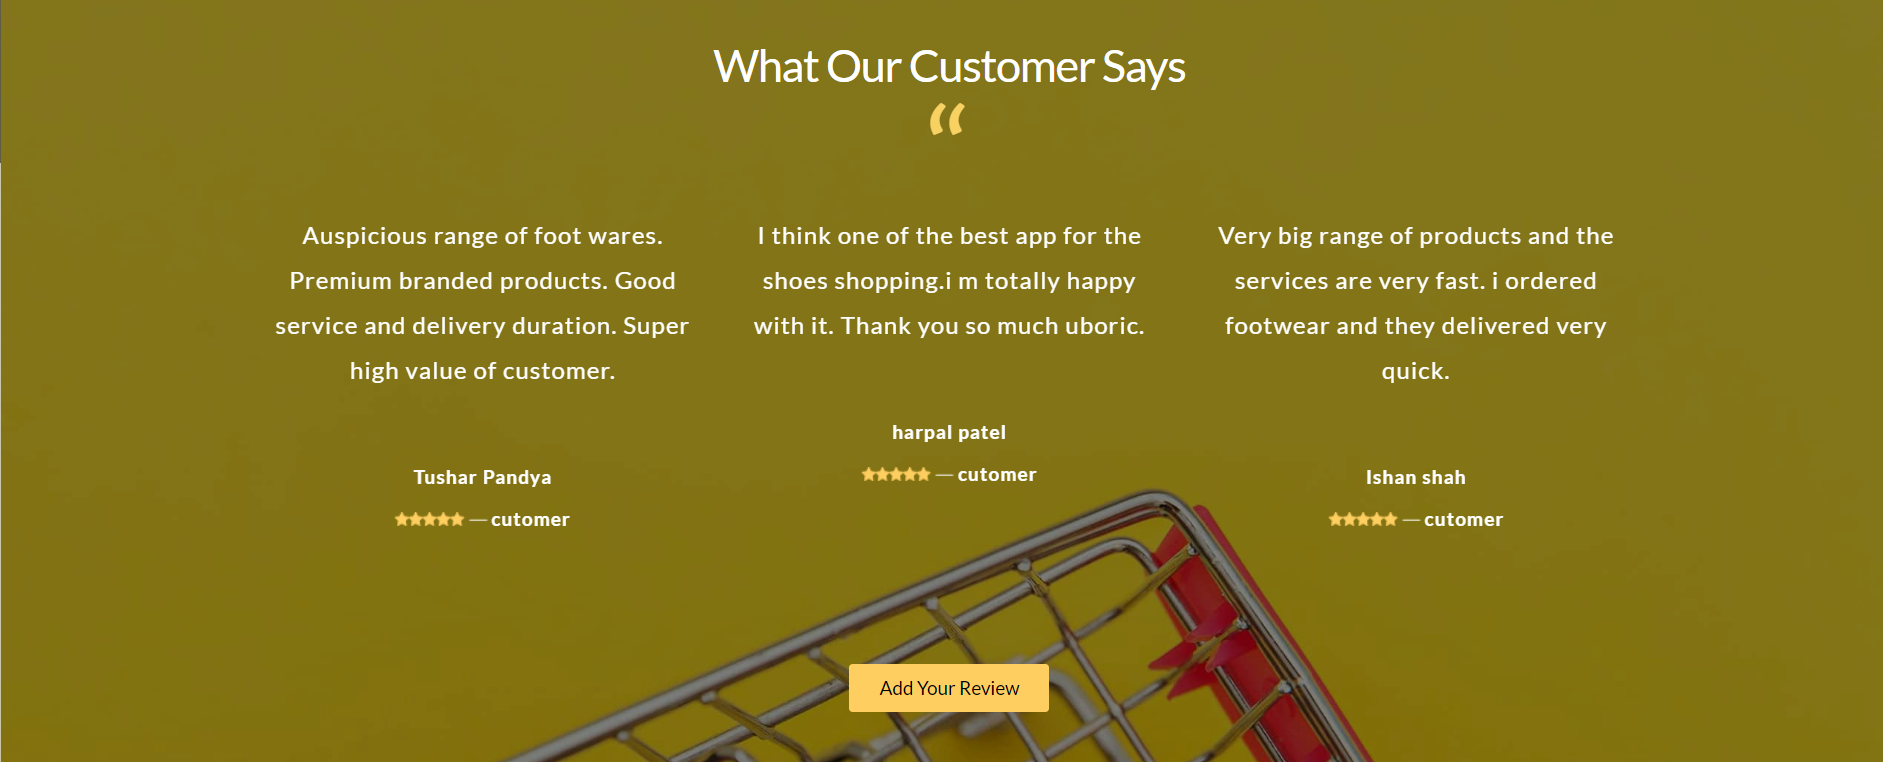 What Our Customer Says
“
Auspicious range of foot wares.
Premium branded products. Good
service and delivery duration. Super
high value of customer.
Tushar Pandya
— cutomer
I think one of the best app for the
shoes shopping.i m totally happy
with it. Thank you so much uboric.
harpal patel
— cutomer
Very big range of products and the
services are very fast. i ordered
footwear and they delivered very
quick.
Ishan shah
— cutomer
Add Your Review